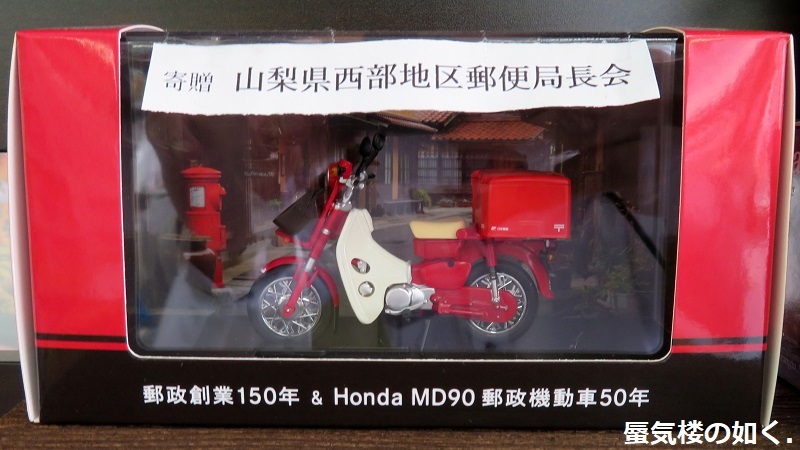 寄贈 山梨県西部地区郵便局長会
郵政創業150年 & Honda MD90 郵政機動車50年
蜃気楼の如く.